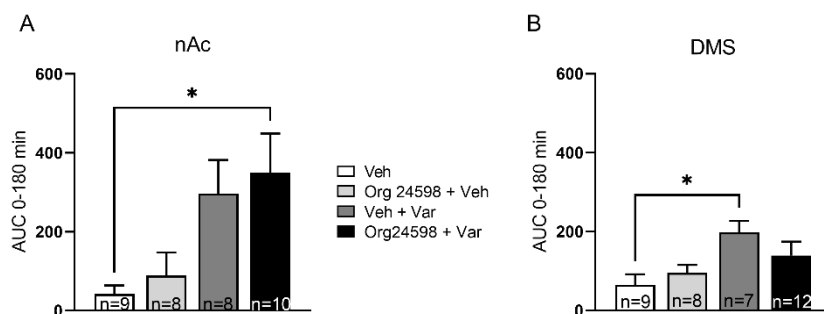 A
nAc
600
400
200
0
AUC 0-180 min
*
n=9
n=8
n=8
n=10
Veh
Org 24598 + Veh
Veh + Var
Org24598 + Var
B
DMS
600
400
200
0
AUC 0-180 min
*
n=9
n=8
n=7
n=12